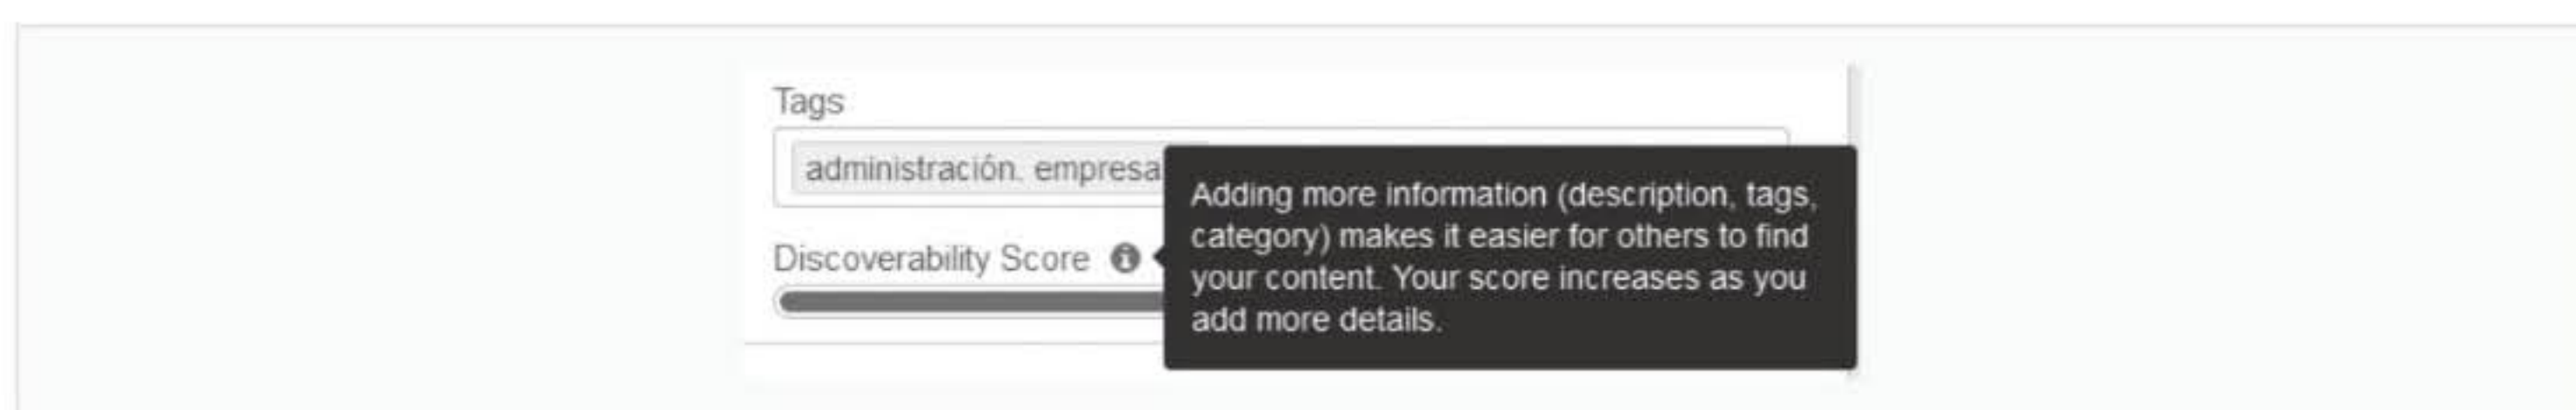 Tags
administración. empresa
Adding more information (description, tags,
category) makes it easier for others to find
your content. Your score increases as you
add more details.
Discoverability Score